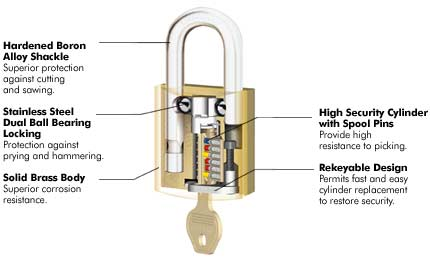 Hardened Boron
Alloy Shackle
Superior protection
against cutting
and sawing.
Stainless Steel
Dual Ball Bearing
Locking
Protection against
prying and hammering.
Solid Brass Body
Superior corrosion
resistance.
High Security Cylinder
with Spool Pins
Provide high
resistance to picking.
Rekeyable Design
Permits fast and easy
cylinder replacement
to restore security.